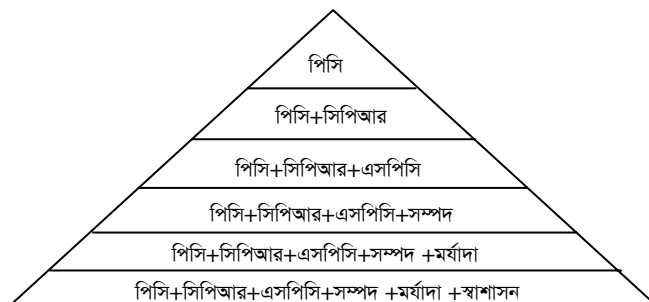 পিসি
পিসি+সিপিআর
পিসি+সিপিআর+এসপিসি
পিসি+সিপিআর+এসপিসি+সম্পদ
পিসি+সিপিআর+এসপিসি+সম্পদ +মর্যাদা
পিসি+সিপিআর+এসপিসি+সম্পদ +মর্যাদা +স্বাশাসন